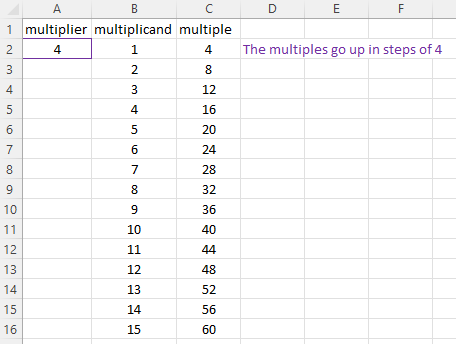 A B C D E F
1 multiplier multiplicand multiple
2 4 1 4 The multiples go up in steps of 4
3 2 8
4 3 12
5 4 16
6 5 20
7 6 24
8 7 28
9 8 32
10 9 36
11 10 40
12 11 44
13 12 48
14 13 52
15 14 56
16 15 60